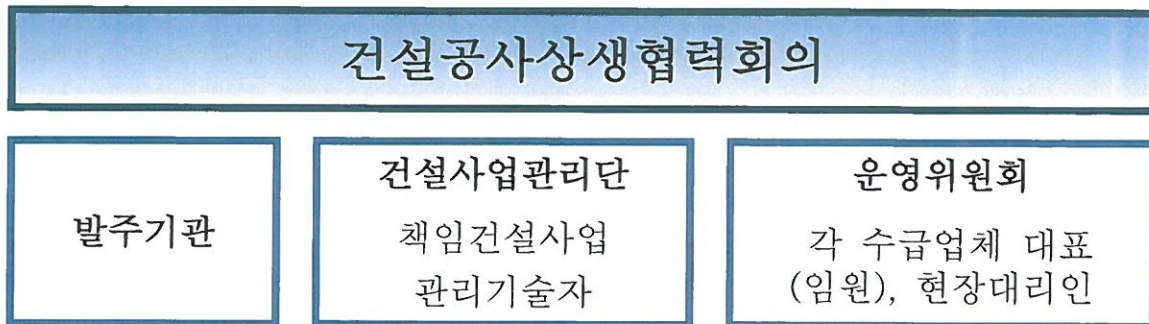 건설공사상생협력회의
발주기관
건설사업관리단
책임건설사업
관리기술자
운영위원회
각 수급업체 대표
(임원), 현장대리인